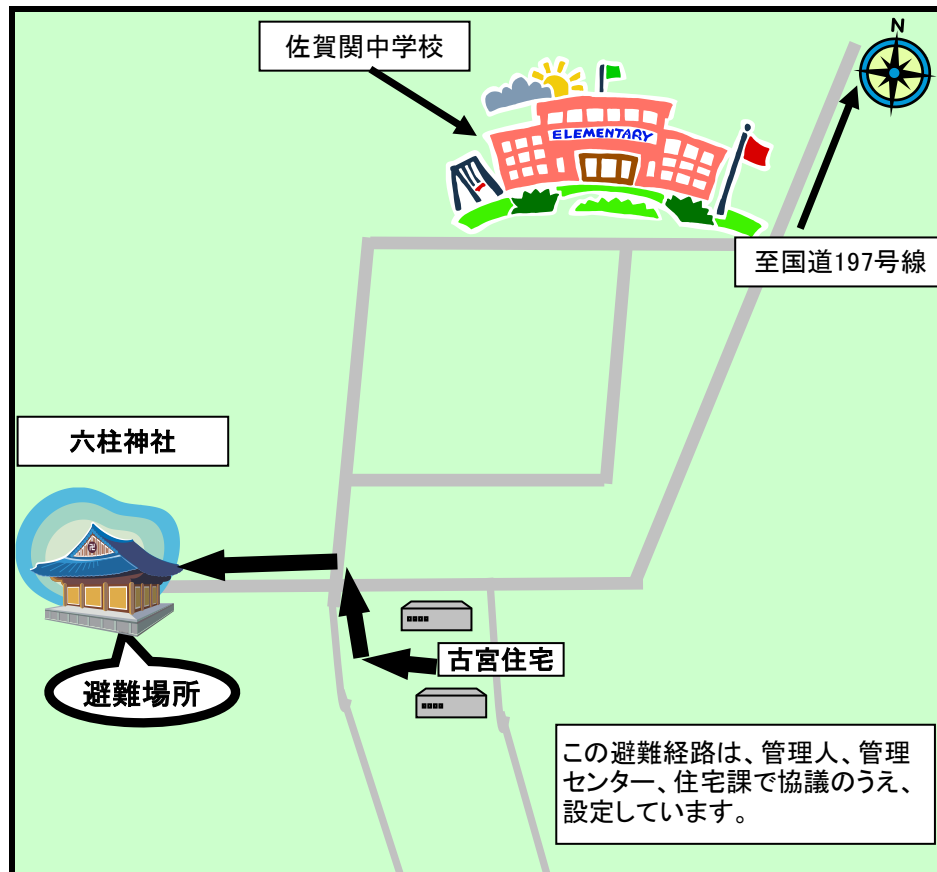 N
佐賀関中学校
ELEMENTARY
至国道197号線
六柱神社
古宮住宅
避難場所
この避難経路は、管理人、管理
センター、住宅課で協議のうえ、
設定しています。